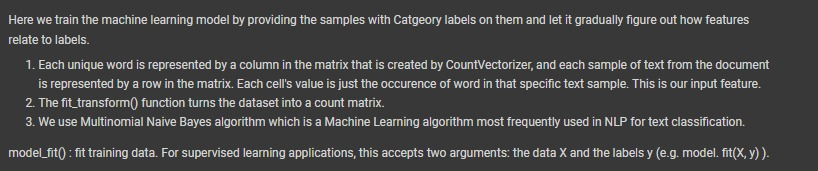 Here we train the machine learning model by providing the samples with Catgeory labels on them and let it gradually figure out how features
relate to labels.
1. Each unique word is represented by a column in the matrix that is created by CountVectorizer, and each sample of text from the document
is represented by a row in the matrix. Each cell's value is just the occurence of word in that specific text sample. This is our input feature.
2. The fit_transform() function turns the dataset into a count matrix.
3. We use Multinomial Naive Bayes algorithm which is a Machine Learning algorithm most frequently used in NLP for text classification.
model_fit() : fit training data. For supervised learning applications, this accepts two arguments: the data X and the labels y (e.g. model. fit(X, y) ).